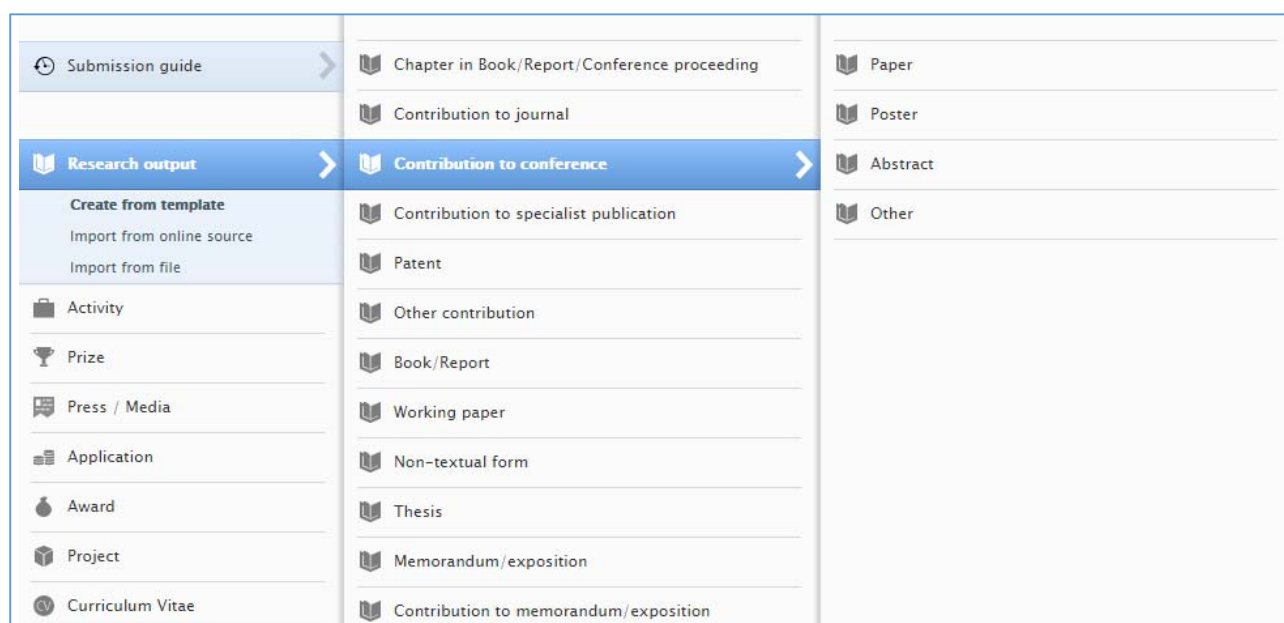 Submission guide
Research output
Create from template
Import from online source
Import from file
Activity
Prize
Press / Media
Application
Award
Project
CV Curriculum Vitae
Chapter in Book/Report/Conference proceeding
Contribution to journal
Contribution to conference
Contribution to specialist publication
Patent
Other contribution
Book/Report
Working paper
Non-textual form
Thesis
Memorandum/exposition
Contribution to memorandum/exposition
Paper
Poster
Abstract
Other